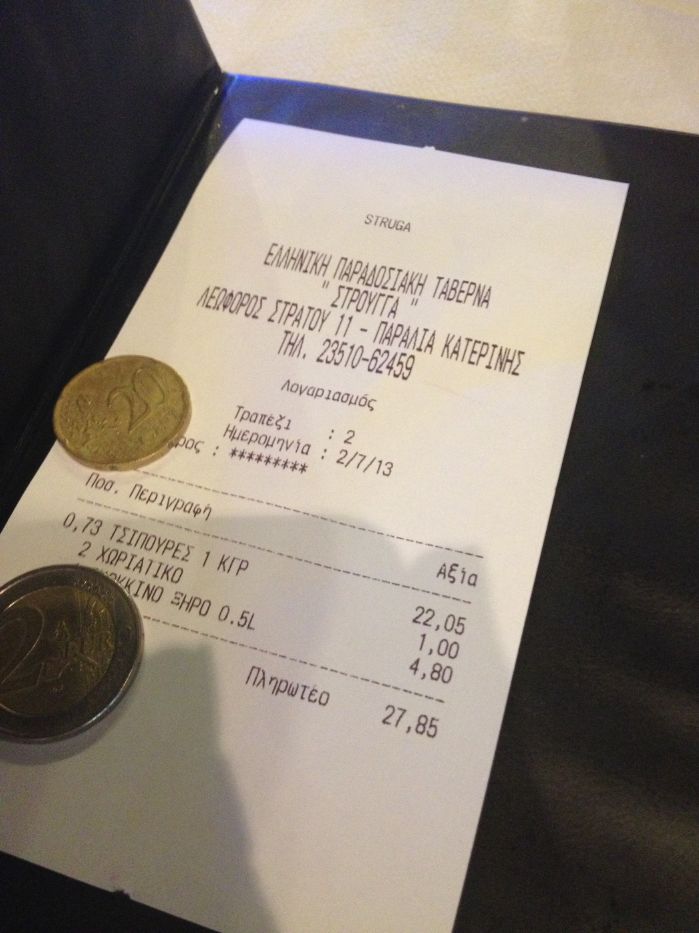 STRUGA
ΕΛΛΗΝΙΚΗ ΠΑΡΑΔΟΣΙΑΚΗ ΤΑΒΕΡΝΑ
" ΣΤΡΟΥΓΓΑ "
ΛΕΩΦΟΡΟΣ ΣΤΡΑΤΟΥ 11 - ΠΑΡΑΛΙΑ ΚΑΤΕΡΙΝΗΣ
ΤΗΛ. 23510-62459
Λογαριασμός
Τραπέζι : 2
Ημερομηνία : 2/7/13
: *********
Ποσ. Περιγραφή Αξία
0,73 ΤΣΙΠΟΥΡΕΣ 1 ΚΓΡ 22,05
2 ΧΩΡΙΑΤΙΚΟ 1,00
ΞΗΡΟ 0.5L 4,80
Πληρωτέο 27,85
20
2